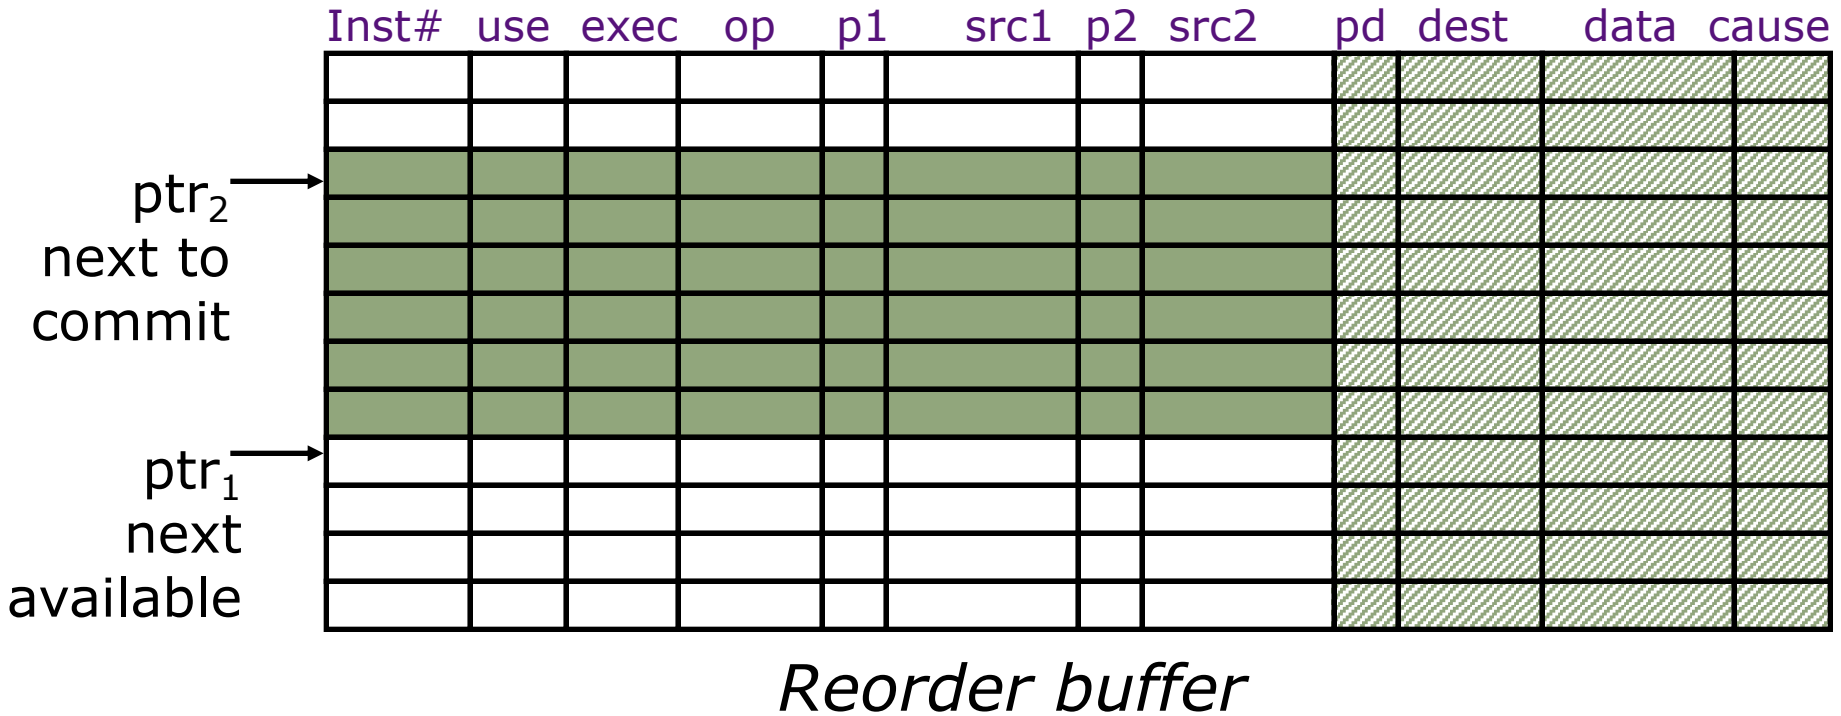 Inst# use exec op p1 src1 p2 src2 pd dest data cause
ptr₂
next to
commit
ptr₁
next
available
Reorder buffer